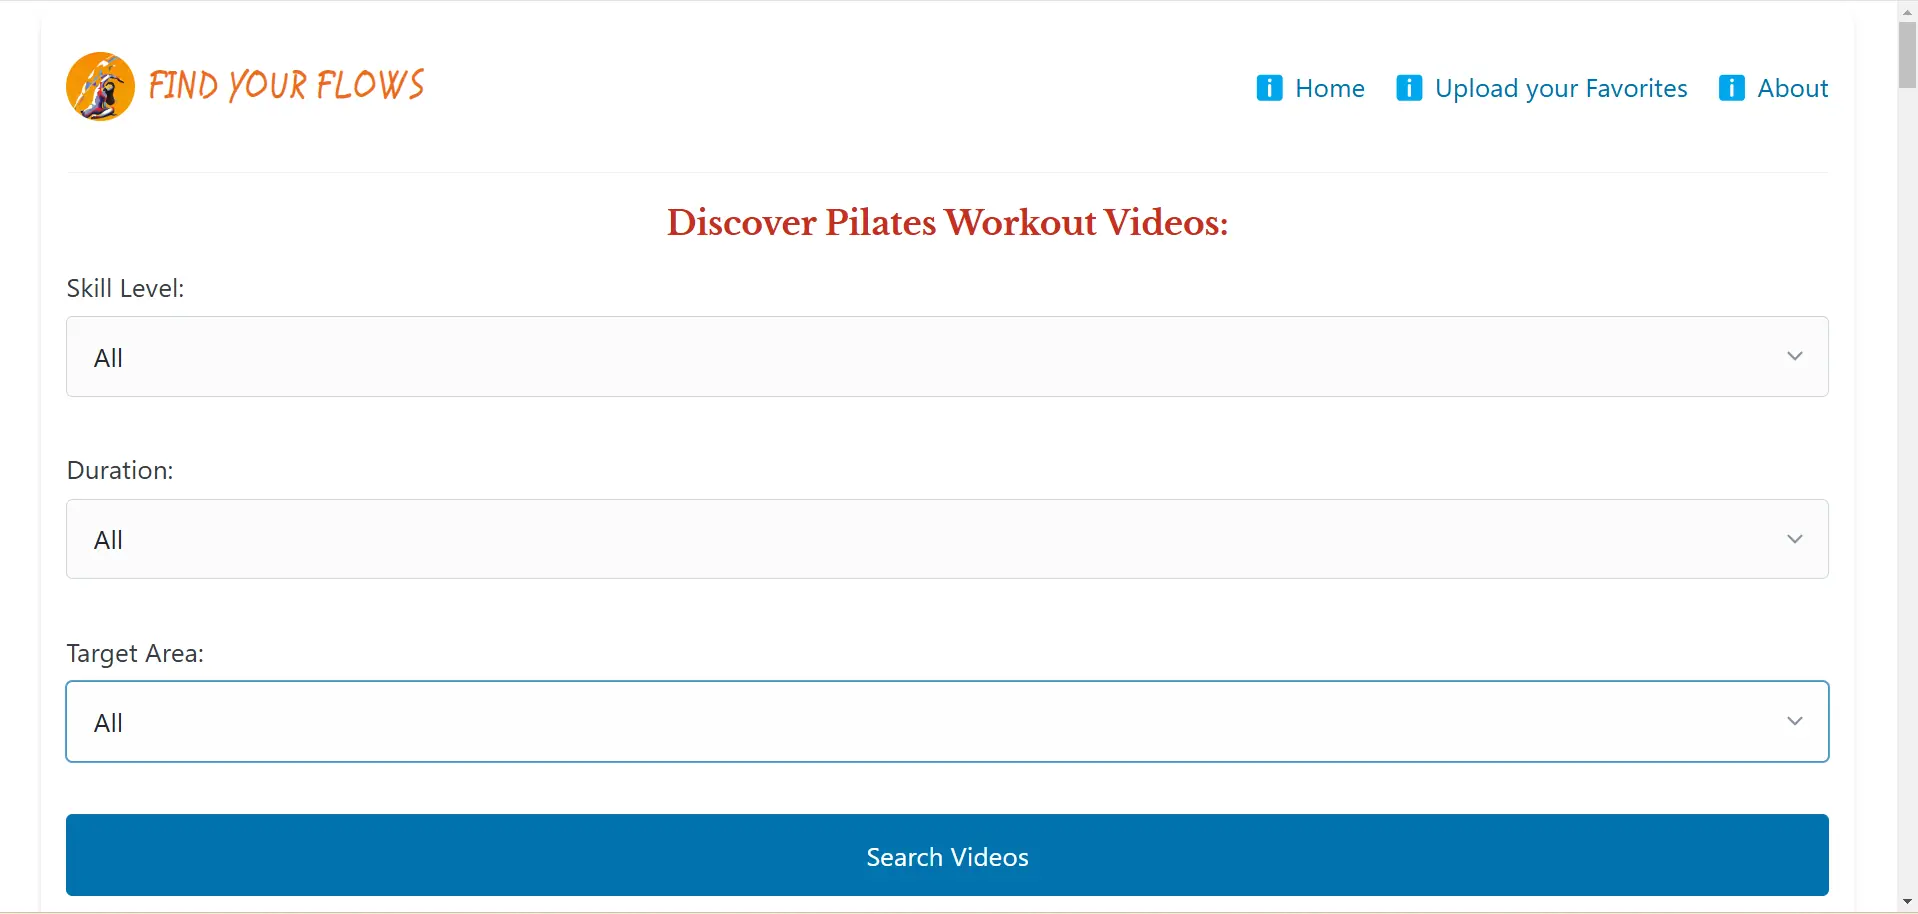 FIND YOUR FLOWS
Home Upload your Favorites About
Discover Pilates Workout Videos:
Skill Level:
All
Duration:
All
Target Area:
All
Search Videos